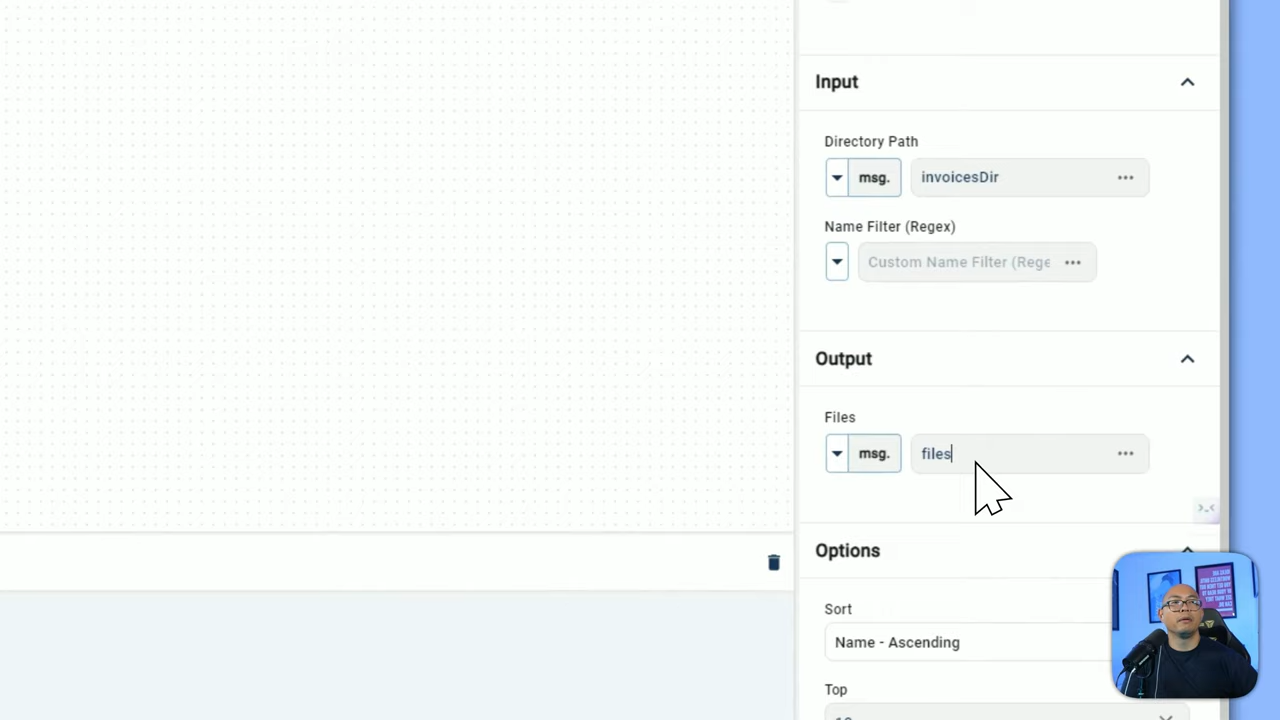 Input
Directory Path
msg. invoicesDir
Name Filter (Regex)
Custom Name Filter (Rege
Output
Files
msg. files
Options
Sort
Name - Ascending
Top